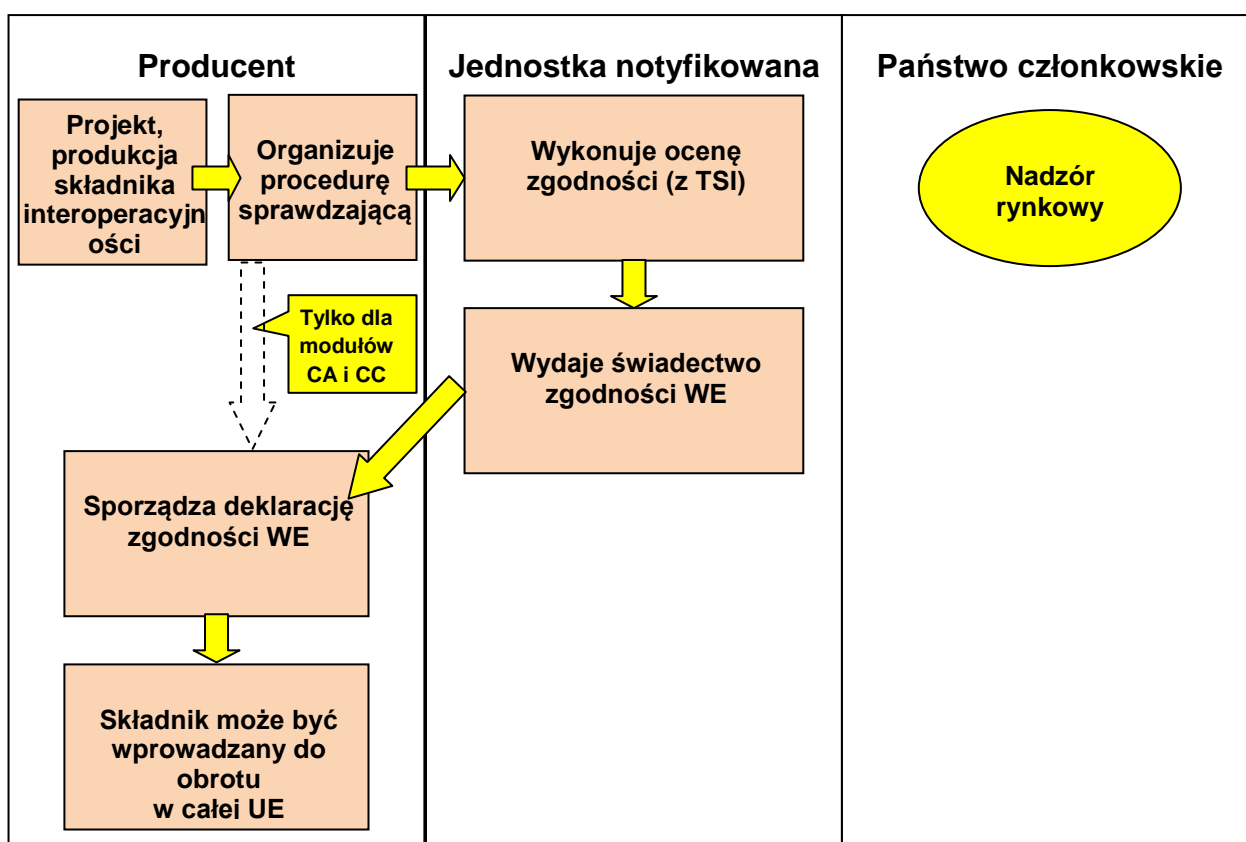 Producent
Jednostka notyfikowana
Państwo członkowskie
Projekt,
produkcja
składnika
interoperacyjn
ości
Organizuje
procedurę
sprawdzającą
Wykonuje ocenę
zgodności (z TSI)
Nadzór
rynkowy
Tylko dla
modułów
CA i CC
Wydaje świadectwo
zgodności WE
Sporządza deklarację
zgodności WE
Składnik może być
wprowadzany do
obrotu
w całei UE